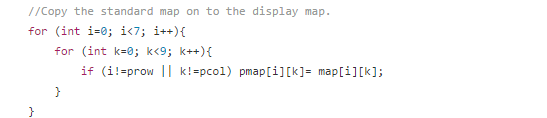 //Copy the standard map on to the display map.
for (int i=0; i<7; i++){
for (int k=0; k<9; k++){
if (i!=prow || k!=pcol) pmap[i][k]= map[i][k];
}
}